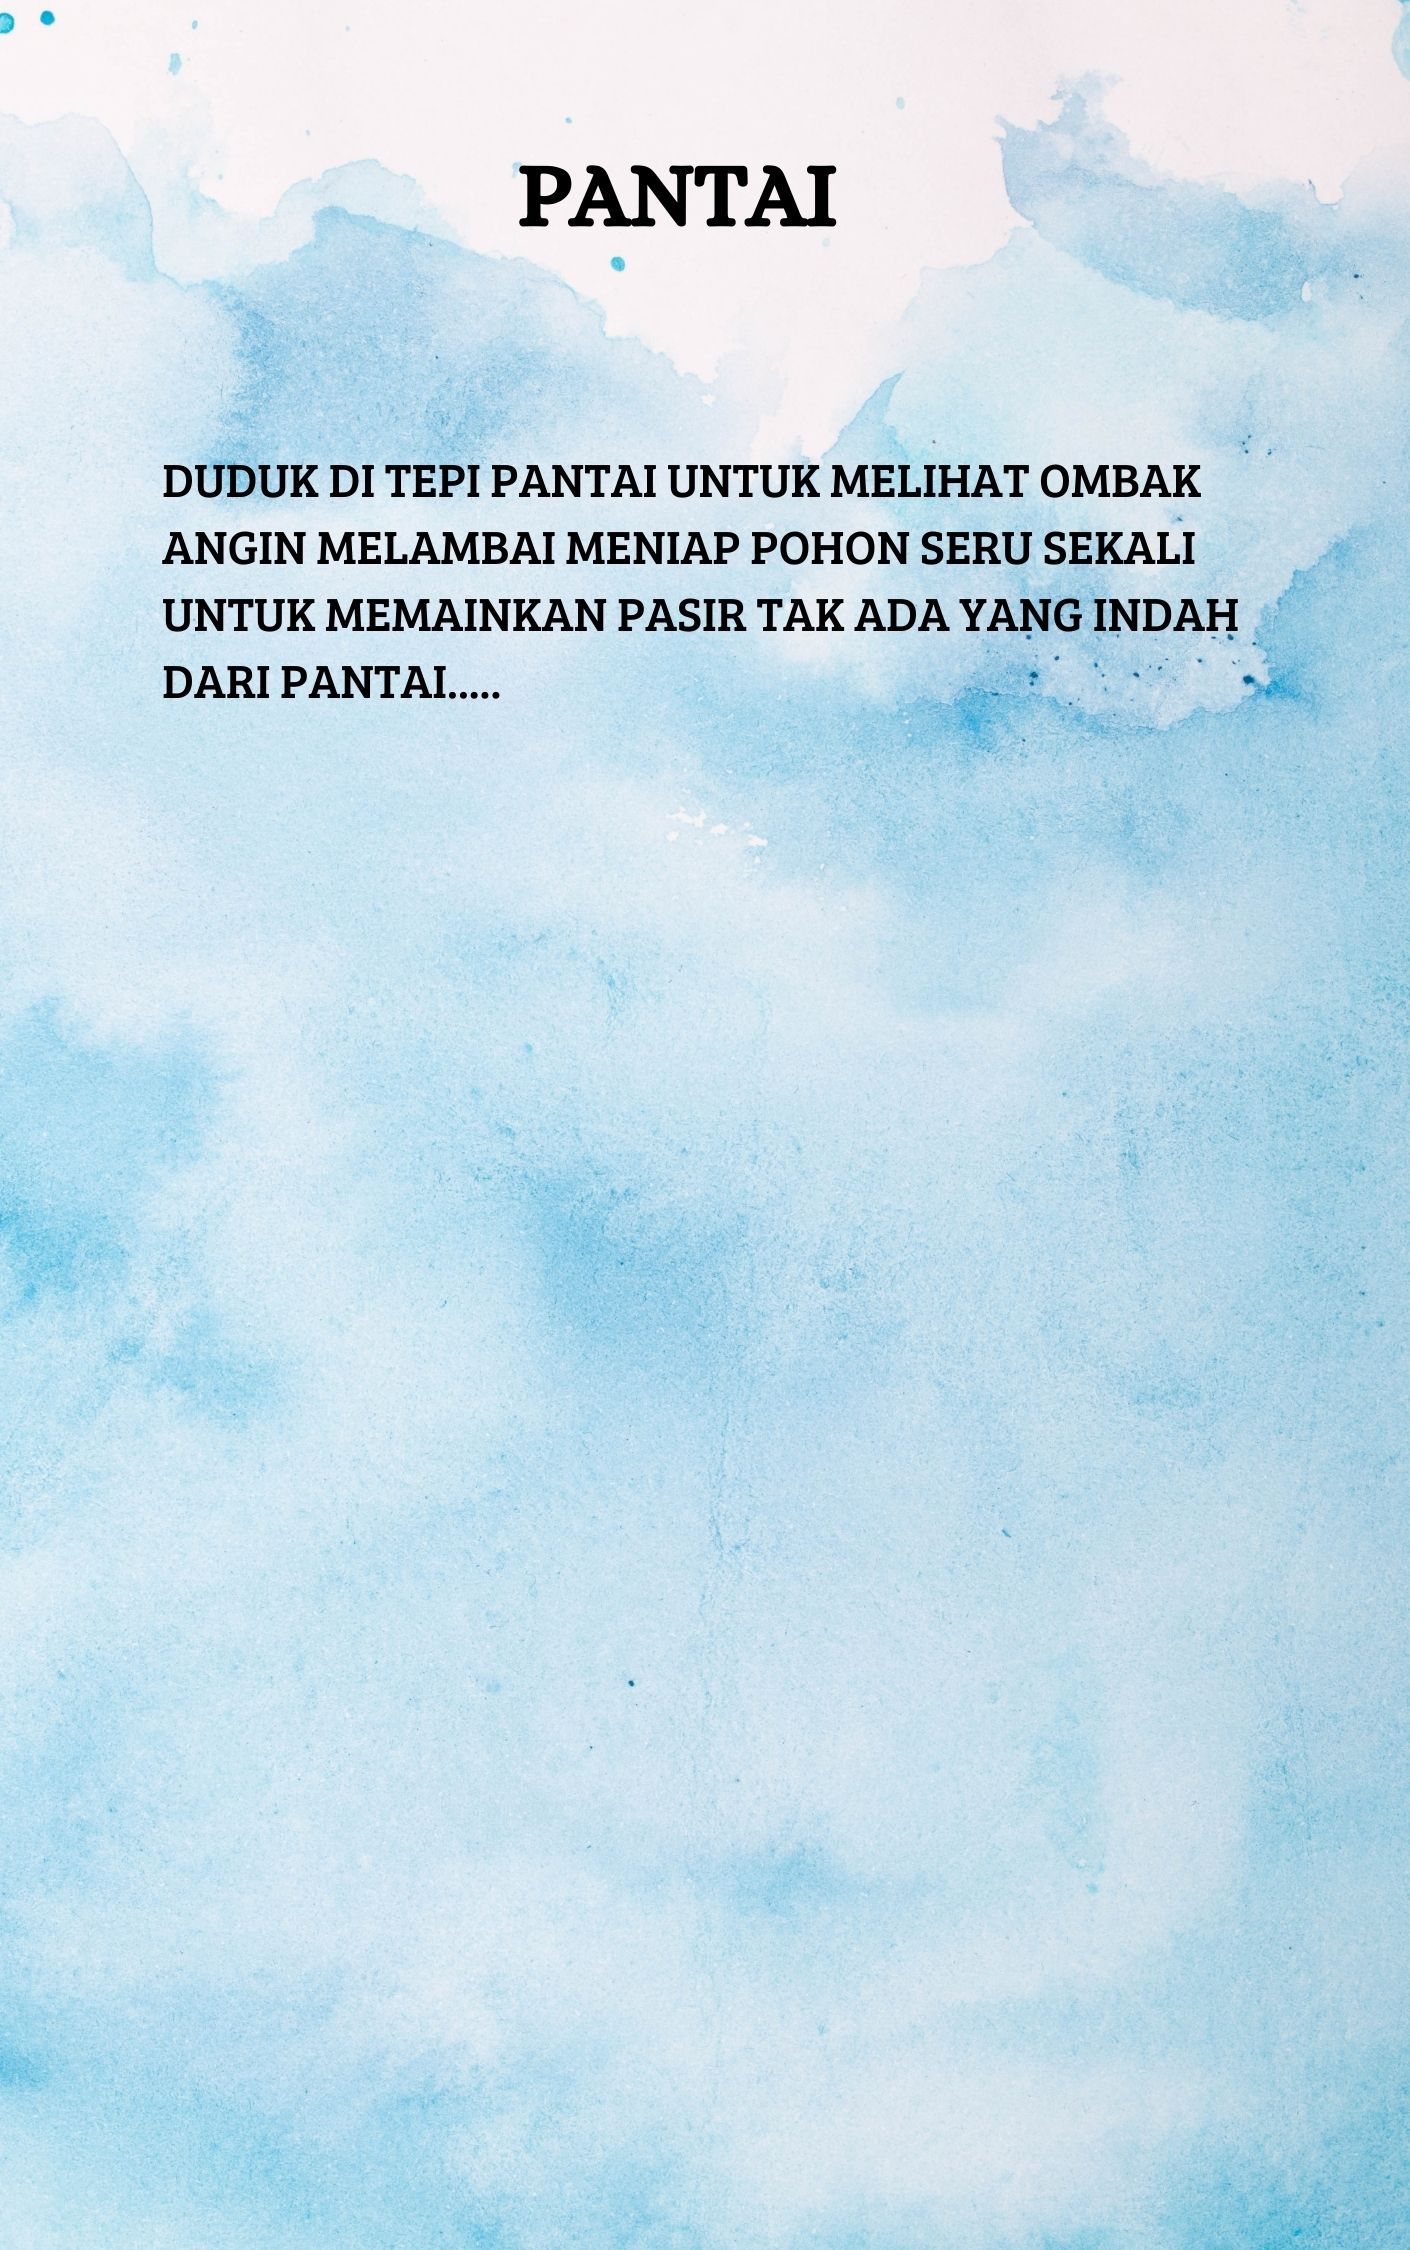 PANTAI
DUDUK DI TEPI PANTAI UNTUK MELIHAT OMBAK
ANGIN MELAMBAI MENIAP POHON SERU SEKALI
UNTUK MEMAINKAN PASIR TAK ADA YANG INDAH
DARI PANTAI.....